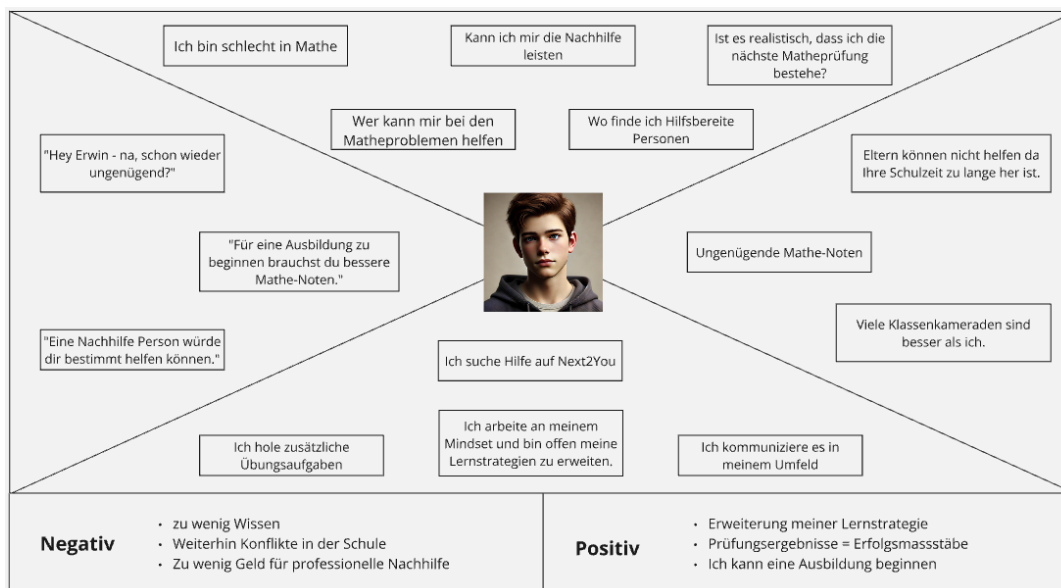 Ich bin schlecht in Mathe
Kann ich mir die Nachhilfe
leisten
Ist es realistisch, dass ich die
nächste Matheprüfung
bestehe?
Wer kann mir bei den
Matheproblemen helfen
Wo finde ich Hilfsbereite
Personen
"Hey Erwin - na, schon wieder
ungenügend?"
"Für eine Ausbildung zu
beginnen brauchst du bessere
Mathe-Noten."
"Eine Nachhilfe Person würde
dir bestimmt helfen können."
Eltern können nicht helfen da
Ihre Schulzeit zu lange her ist.
Ungenügende Mathe-Noten
Viele Klassenkameraden sind
besser als ich.
Ich suche Hilfe auf Next2You
Ich hole zusätzliche
Übungsaufgaben
Ich arbeite an meinem
Mindset und bin offen meine
Lernstrategien zu erweiten.
Ich kommuniziere es in
meinem Umfeld
Negativ
• zu wenig Wissen
• Weiterhin Konflikte in der Schule
• Zu wenig Geld für professionelle Nachhilfe
Positiv
• Erweiterung meiner Lernstrategie
• Prüfungsergebnisse = Erfolgsmassstäbe
• Ich kann eine Ausbildung beginnen